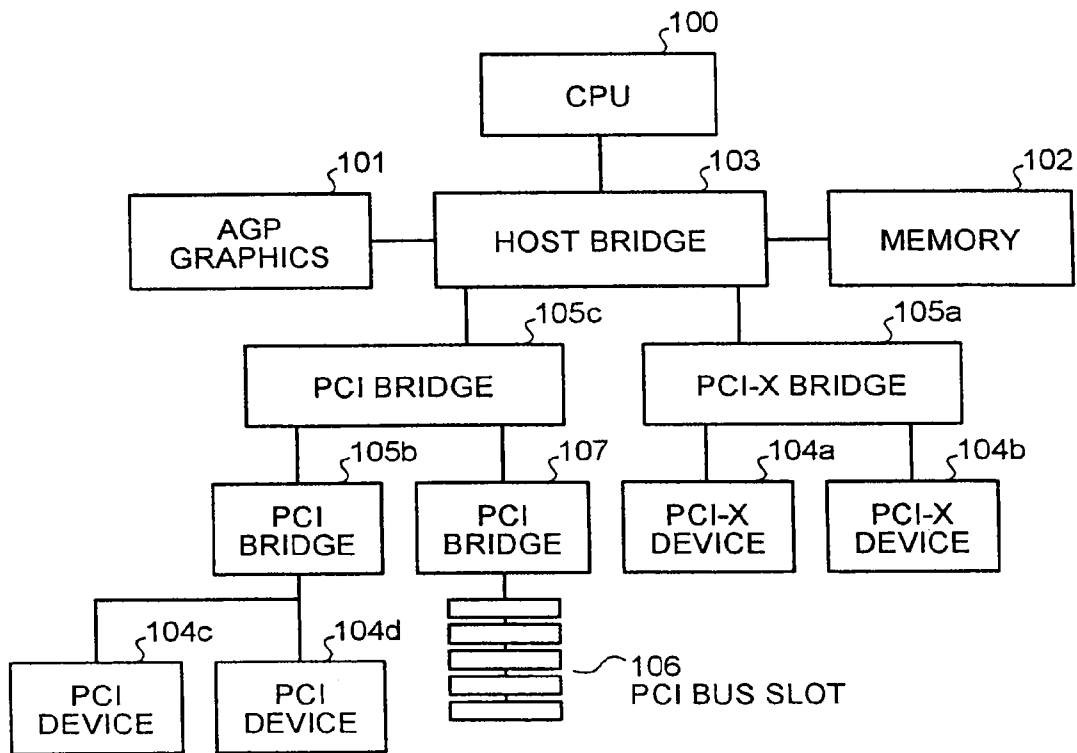 100
CPU
101
103
102
AGP
GRAPHICS
HOST BRIDGE
MEMORY
105c
105a
PCI BRIDGE
PCI-X BRIDGE
105b
107
104a
104b
PCI
BRIDGE
PCI
BRIDGE
PCI-X
DEVICE
PCI-X
DEVICE
104c
104d
PCI
DEVICE
PCI
DEVICE
106
PCI BUS SLOT